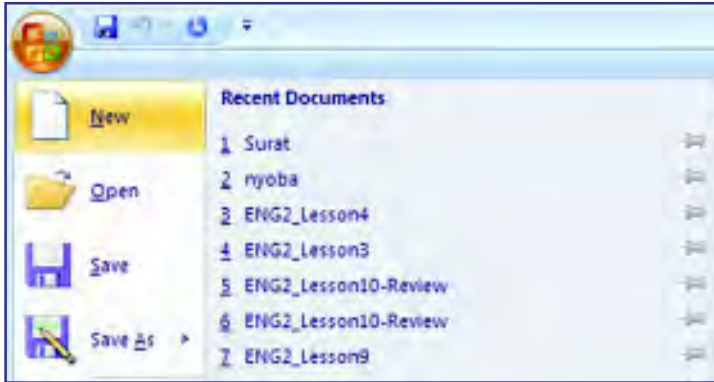 New
Open
Save
Save As
Recent Documents
1 Surat
2 nyoba
3 ENG2_Lesson4
4 ENG2_Lesson3
5 ENG2_Lesson10-Review
6 ENG2_Lesson10-Review
7 ENG2_Lesson9